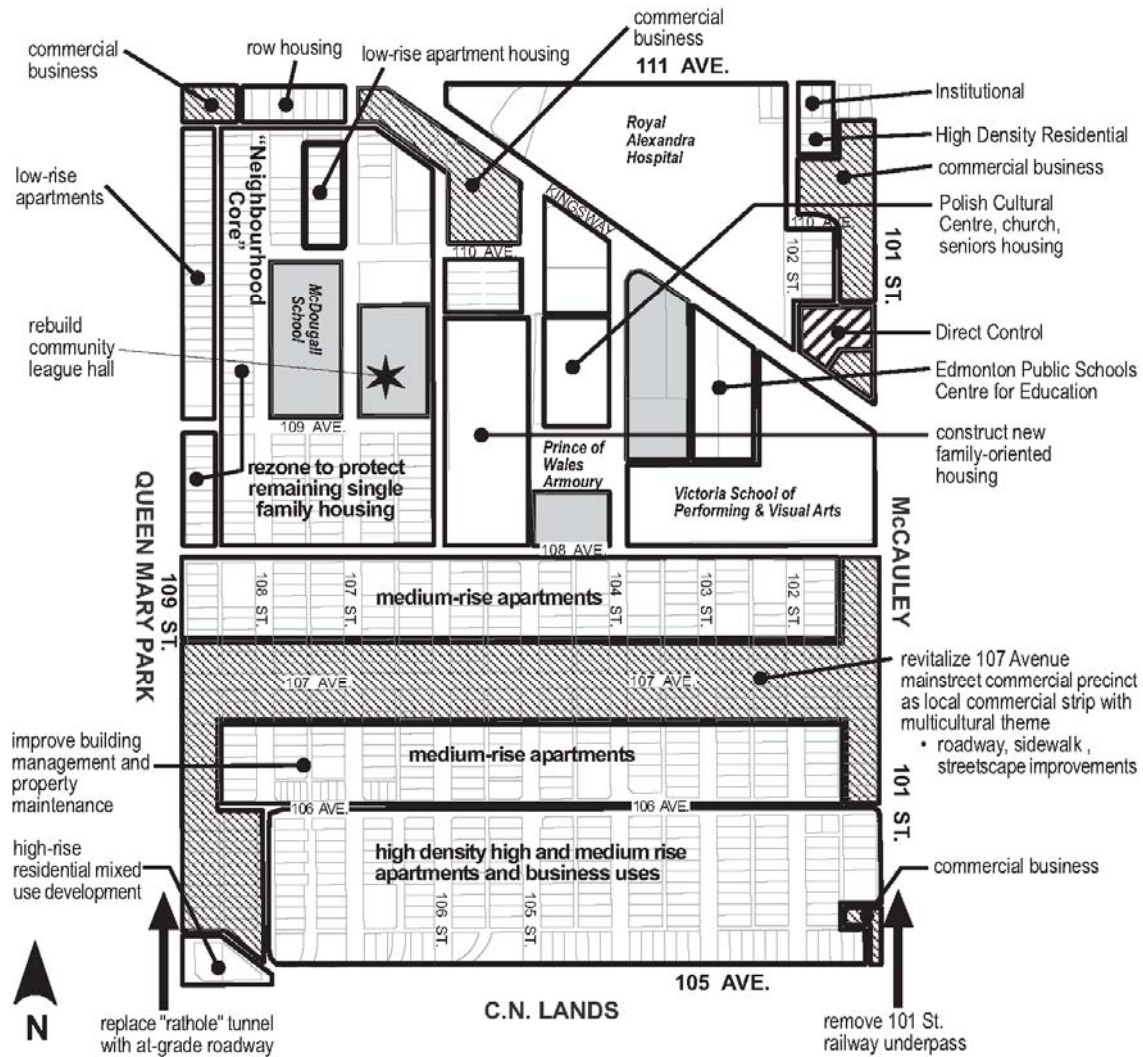 commercial
business
row housing
low-rise apartment housing
commercial
business
111 AVE.
Institutional
High Density Residential
commercial business
Polish Cultural
Centre, church,
seniors housing
Royal
Alexandra
Hospital
KINGSWAY
110 AVE.
102 ST.
101 ST.
low-rise
apartments
"Neighbourhood
Core"
110 AVE.
McDougall
School
rebuild
community
league hall
109 AVE.
Direct Control
Edmonton Public Schools
Centre for Education
construct new
family-oriented
housing
rezone to protect
remaining single
family housing
Prince of
Wales
Armoury
Victoria School of
Performing & Visual Arts
108 AVE.
QUEEN MARY PARK
109 ST.
McCAULEY
108 ST.
107 ST.
medium-rise apartments
104 ST.
103 ST.
102 ST.
107 AVE.
107 AVE.
revitalize 107 Avenue
mainstreet commercial precinct
as local commercial strip with
multicultural theme
• roadway, sidewalk ,
streetscape improvements
improve building
management and
property
maintenance
medium-rise apartments
106 AVE.
106 AVE.
101 ST.
high-rise
residential mixed
use development
high density high and medium rise
apartments and business uses
106 ST.
105 ST.
commercial business
105 AVE.
C.N. LANDS
N
replace "rathole" tunnel
with at-grade roadway
remove 101 St.
railway underpass